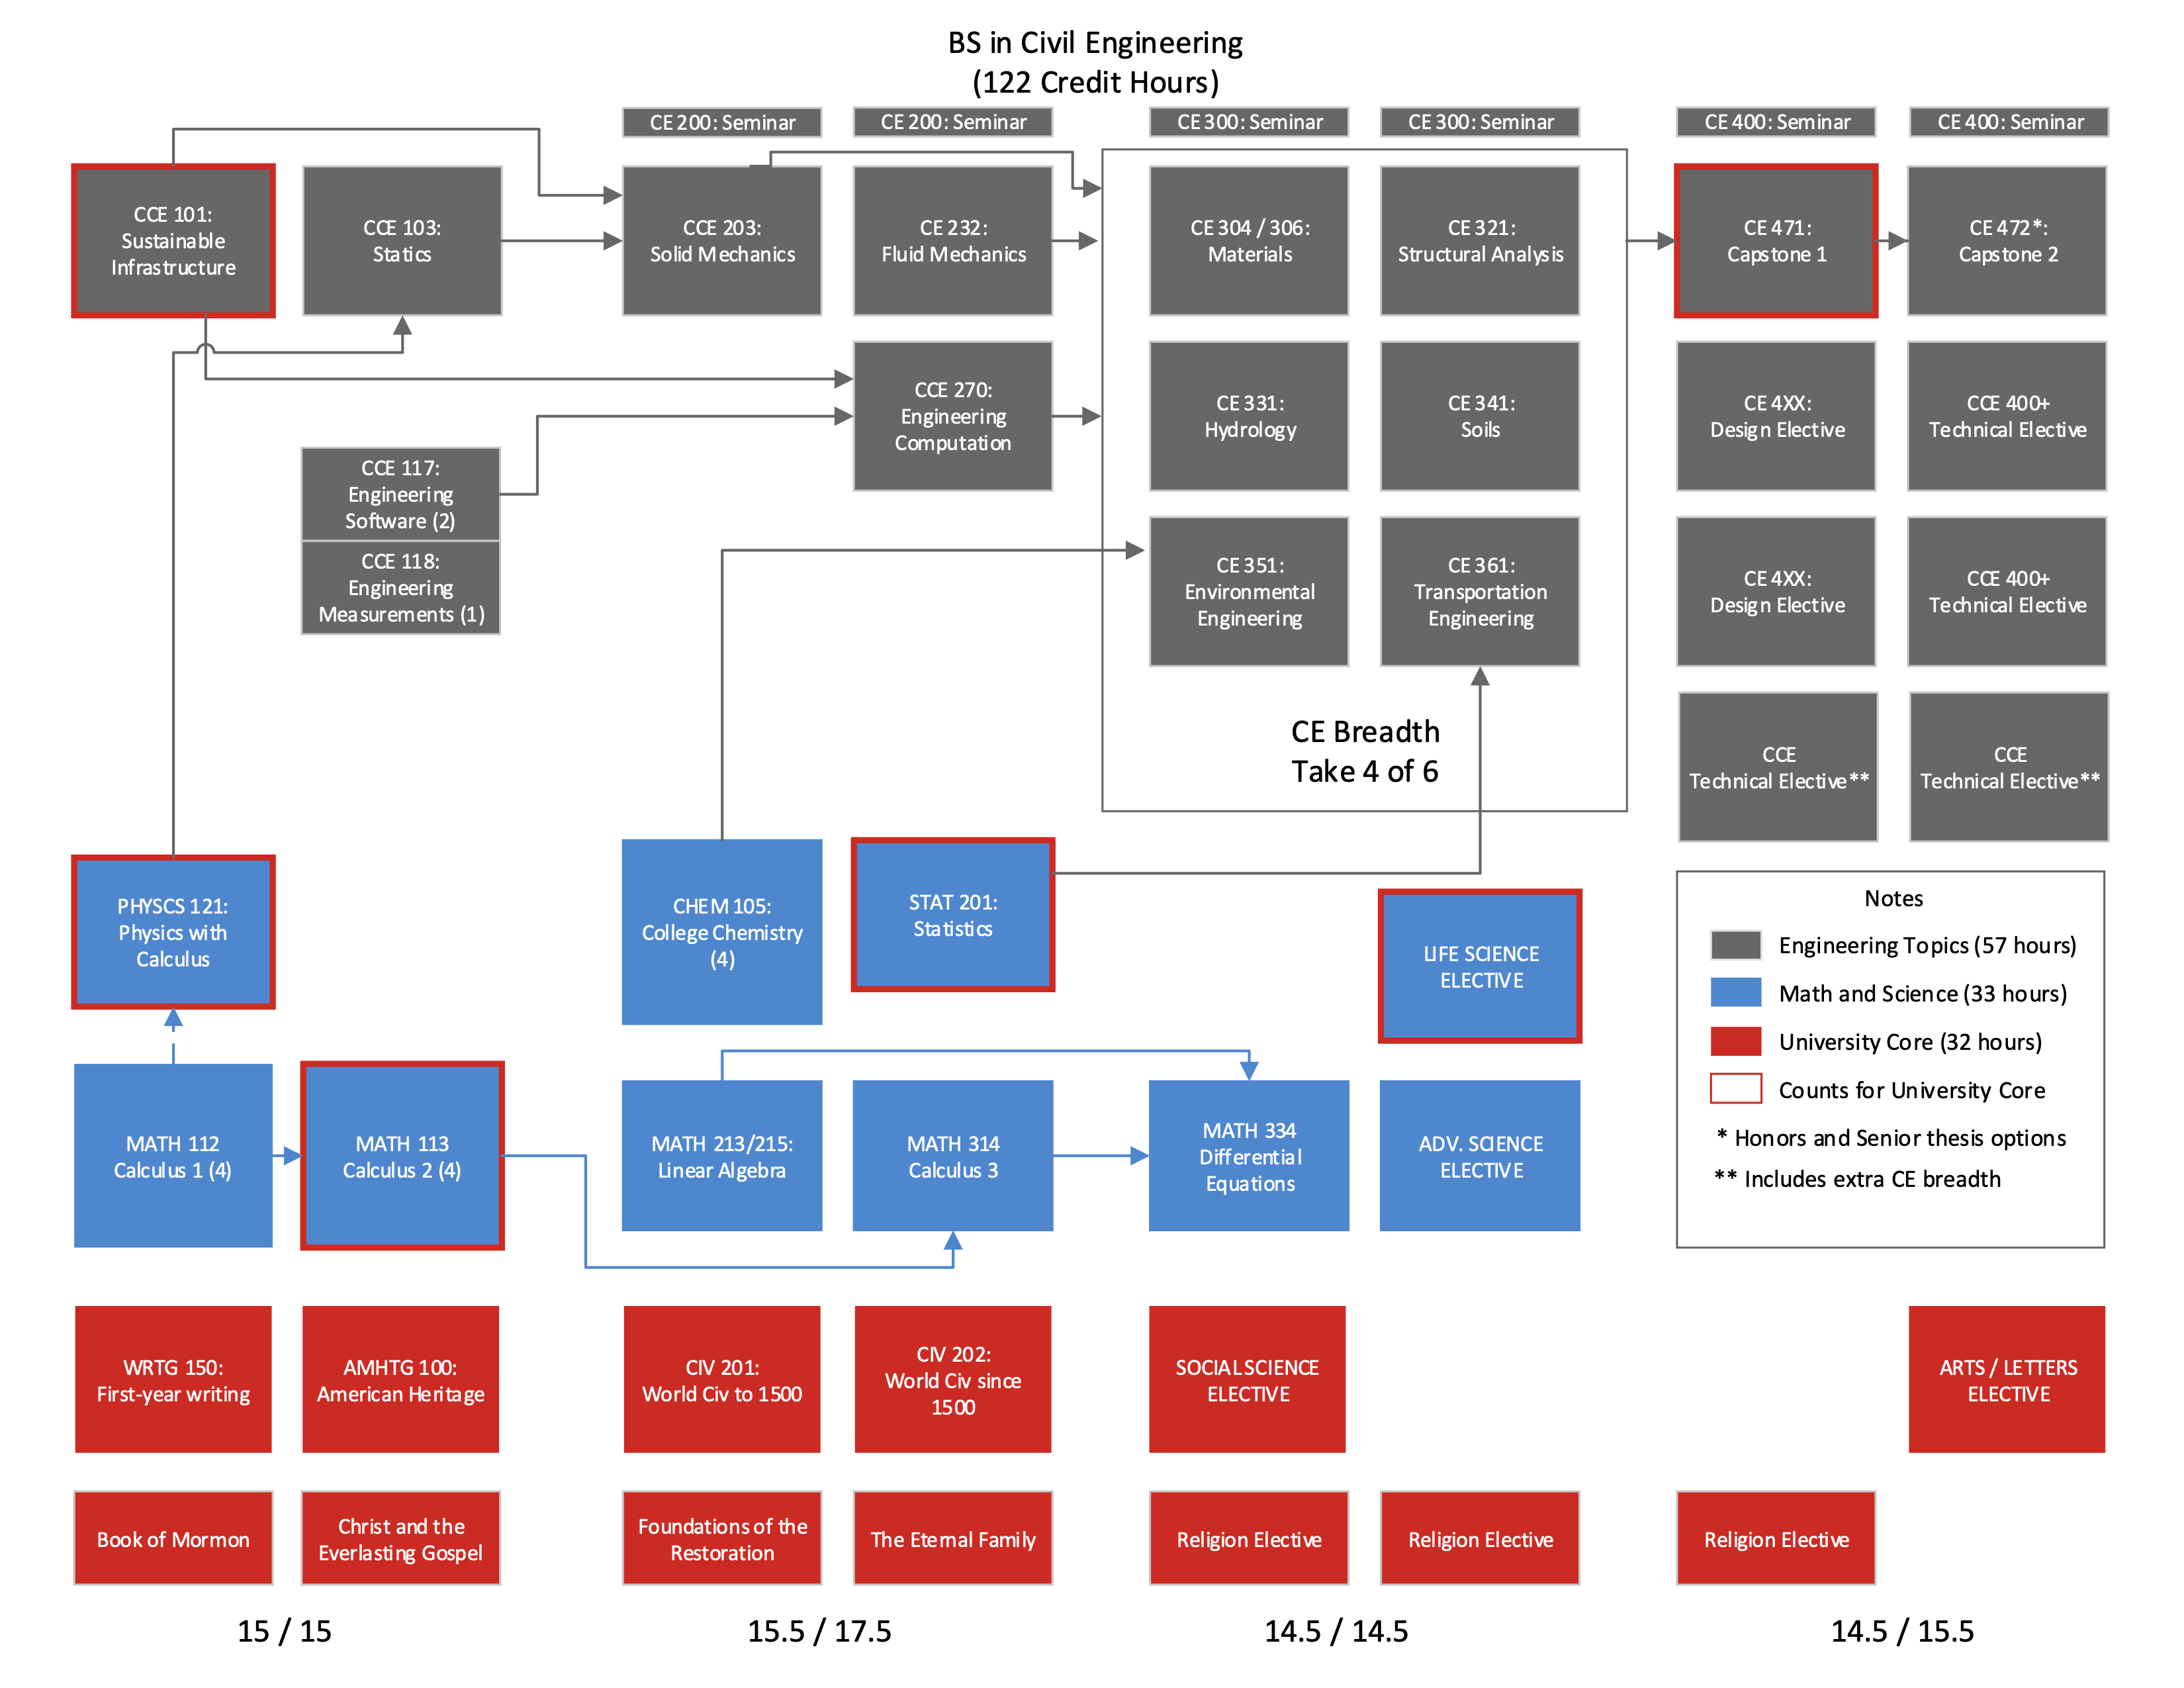 BS in Civil Engineering
(122 Credit Hours)
CE 200: Seminar
CE 200: Seminar
CE 300: Seminar
CE 300: Seminar
CE 400: Seminar
CE 400: Seminar
CCE 101:
Sustainable
Infrastructure
CCE 103:
Statics
CCE 203:
Solid Mechanics
CE 232:
Fluid Mechanics
CE 304 / 306:
Materials
CE 321:
Structural Analysis
CE 471:
Capstone 1
CE 472*:
Capstone 2
CCE 270:
Engineering
Computation
CE 331:
Hydrology
CE 341:
Soils
CE 4XX:
Design Elective
CCE 400+
Technical Elective
CCE 117:
Engineering
Software (2)
CCE 118:
Engineering
Measurements (1)
CE 351:
Environmental
Engineering
CE 361:
Transportation
Engineering
CE 4XX:
Design Elective
CCE 400+
Technical Elective
CE Breadth
Take 4 of 6
CCE
Technical Elective**
CCE
Technical Elective**
PHYSCS 121:
Physics with
Calculus
CHEM 105:
College Chemistry
(4)
STAT 201:
Statistics
LIFE SCIENCE
ELECTIVE
Notes
Engineering Topics (57 hours)
Math and Science (33 hours)
University Core (32 hours)
Counts for University Core
* Honors and Senior thesis options
** Includes extra CE breadth
MATH 112
Calculus 1 (4)
MATH 113
Calculus 2 (4)
MATH 213/215:
Linear Algebra
MATH 314
Calculus 3
MATH 334
Differential
Equations
ADV. SCIENCE
ELECTIVE
WRTG 150:
First-year writing
AMHTG 100:
American Heritage
CIV 201:
World Civ to 1500
CIV 202:
World Civ since
1500
SOCIAL SCIENCE
ELECTIVE
ARTS / LETTERS
ELECTIVE
Book of Mormon
Christ and the
Everlasting Gospel
Foundations of the
Restoration
The Eternal Family
Religion Elective
Religion Elective
Religion Elective
15 / 15
15.5 / 17.5
14.5 / 14.5
14.5 / 15.5